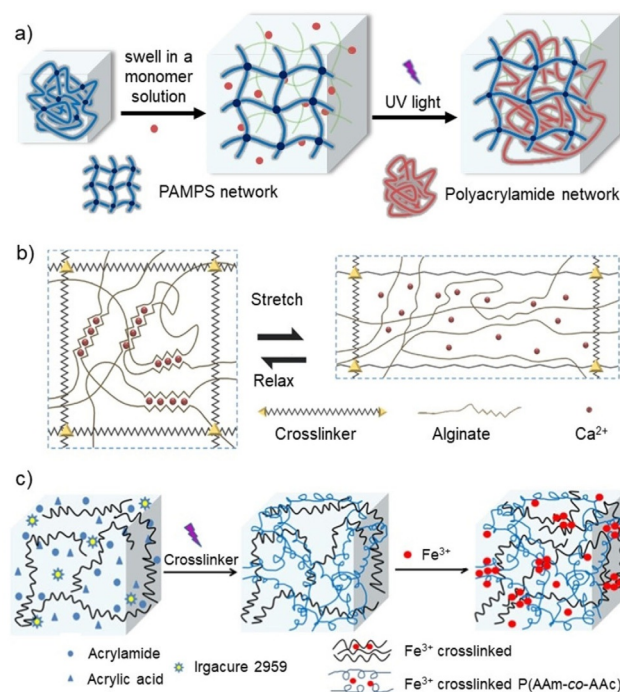 a)
swell in a
monomer
solution
UV light
PAMPS network
Polyacrylamide network
b)
Stretch
Relax
Crosslinker
Alginate
Ca²⁺
c)
Crosslinker
Fe³⁺
Acrylamide
Acrylic acid
Irgacure 2959
Fe³⁺ crosslinked
Fe³⁺ crosslinked P(AAm-co-AAc)